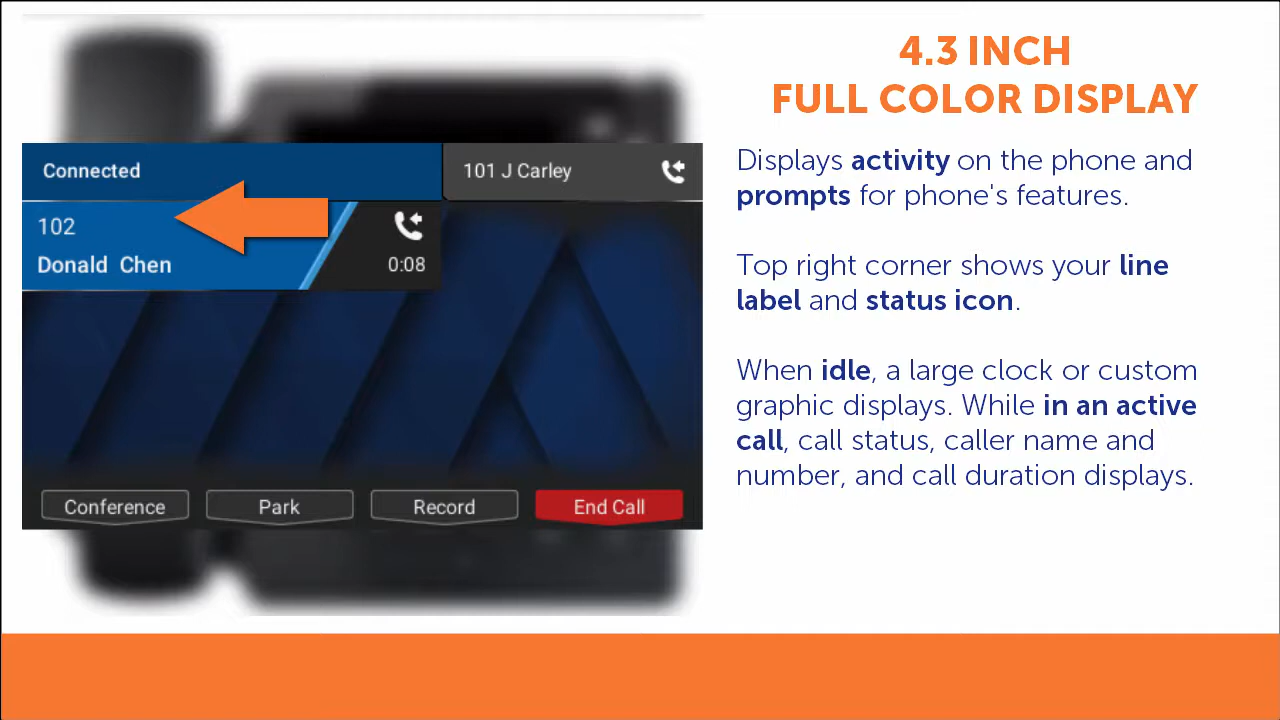 4.3 INCH
FULL COLOR DISPLAY
Connected
101 J Carley
102
Donald Chen
0:08
Conference
Park
Record
End Call
Displays activity on the phone and
prompts for phone's features.
Top right corner shows your line
label and status icon.
When idle, a large clock or custom
graphic displays. While in an active
call, call status, caller name and
number, and call duration displays.